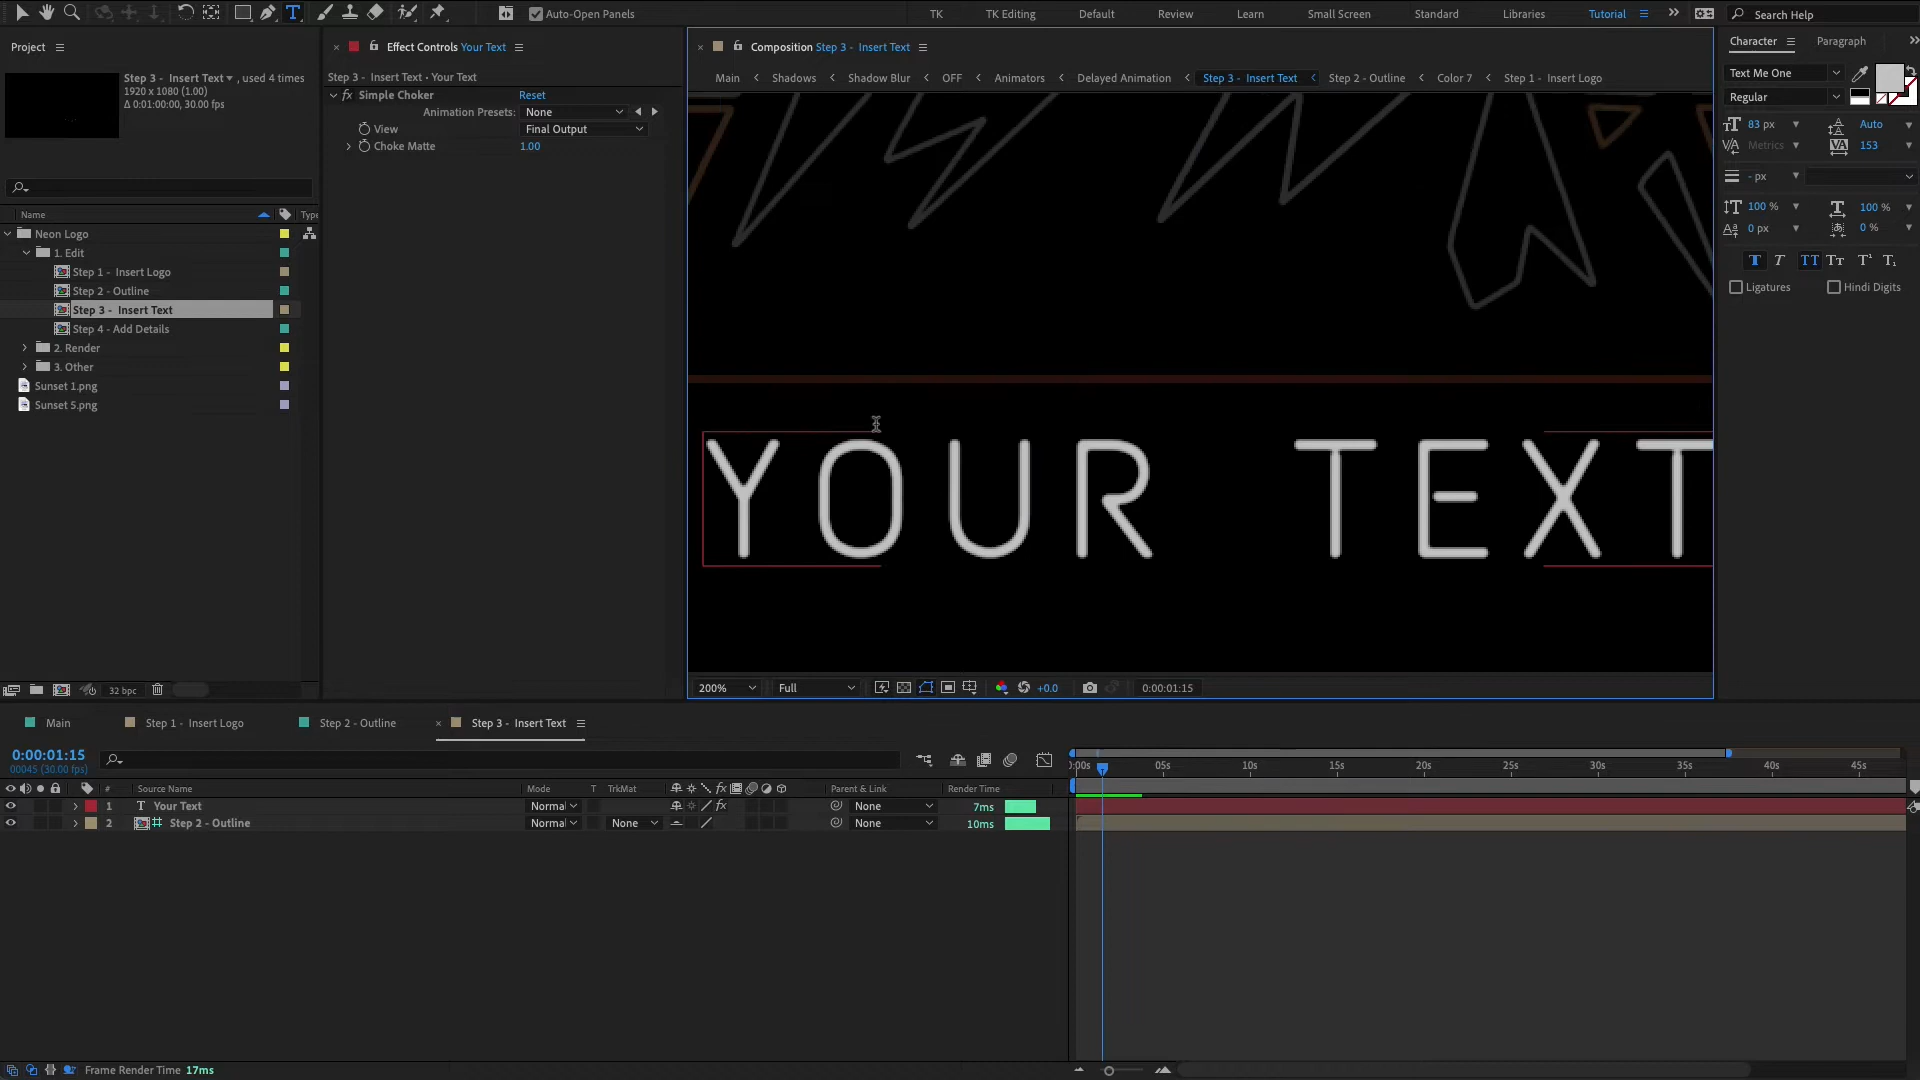 Auto-Open Panels
TK
TK Editing
Default
Review
Learn
Small Screen
Standard
Libraries
Tutorial
Search Help
Project
Step 3 - Insert Text, used 4 times
1920 x 1080 (1.00)
Δ 0:01:00:00, 30.00 fps
Name
Type
Neon Logo
1. Edit
Step 1 - Insert Logo
Step 2 - Outline
Step 3 - Insert Text
Step 4 - Add Details
2. Render
3. Other
Sunset 1.png
Sunset 5.png
32 bpc
Effect Controls Your Text
Step 3 - Insert Text • Your Text
fx Simple Choker
Reset
Animation Presets: None
View
Final Output
Choke Matte
1.00
Composition Step 3 - Insert Text
Main
Shadows
Shadow Blur
OFF
Animators
Delayed Animation
Step 3 - Insert Text
Step 2 - Outline
Color 7
Step 1 - Insert Logo
YOUR TEXT
200%
Full
+0.0
0:00:01:15
Character
Paragraph
Text Me One
Regular
83 px
Auto
Metrics
153
- px
100 %
100 %
0 px
0 %
Ligatures
Hindi Digits
Main
Step 1 - Insert Logo
Step 2 - Outline
Step 3 - Insert Text
0:00:01:15
00045 (30.00 fps)
# Source Name Mode T TrkMat Parent & Link Render Time
1 T Your Text Normal None 7ms
2 Step 2 - Outline Normal None None 10ms
:00s 05s 10s 15s 20s 25s 30s 35s 40s 45s
Frame Render Time 17ms